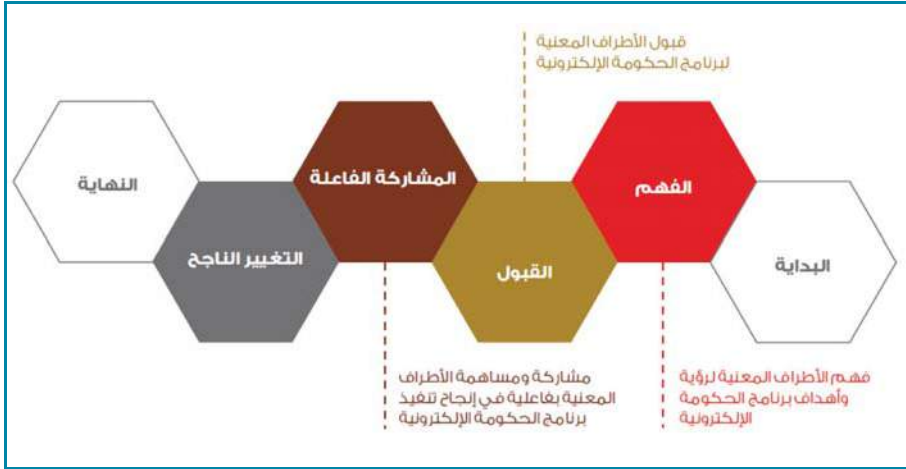 قبول الأطراف المعنية
لبرنامج الحكومة الإلكترونية
البداية
الفهم
القبول
المشاركة الفاعلة
التغيير الناجح
النهاية
فهم الأطراف المعنية لرؤية
وأهداف برنامج الحكومة
الإلكترونية
مشاركة ومساهمة الأطراف
المعنية بفاعلية في إنجاح تنفيذ
برنامج الحكومة الإلكترونية